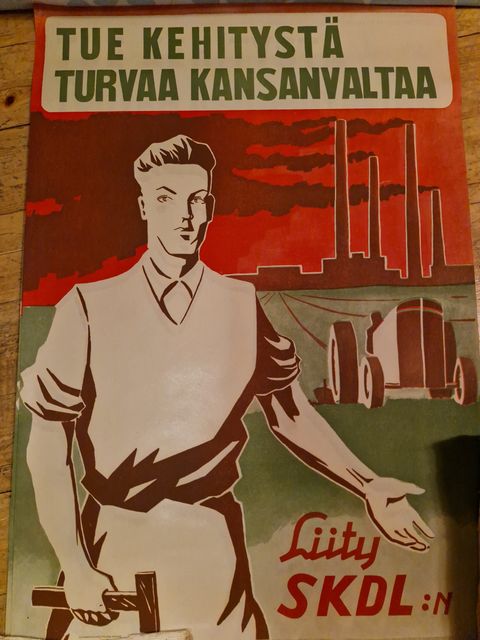 TUE KEHITYSTÄ
TURVAA KANSANVALTAA
Liity
SKDL:N